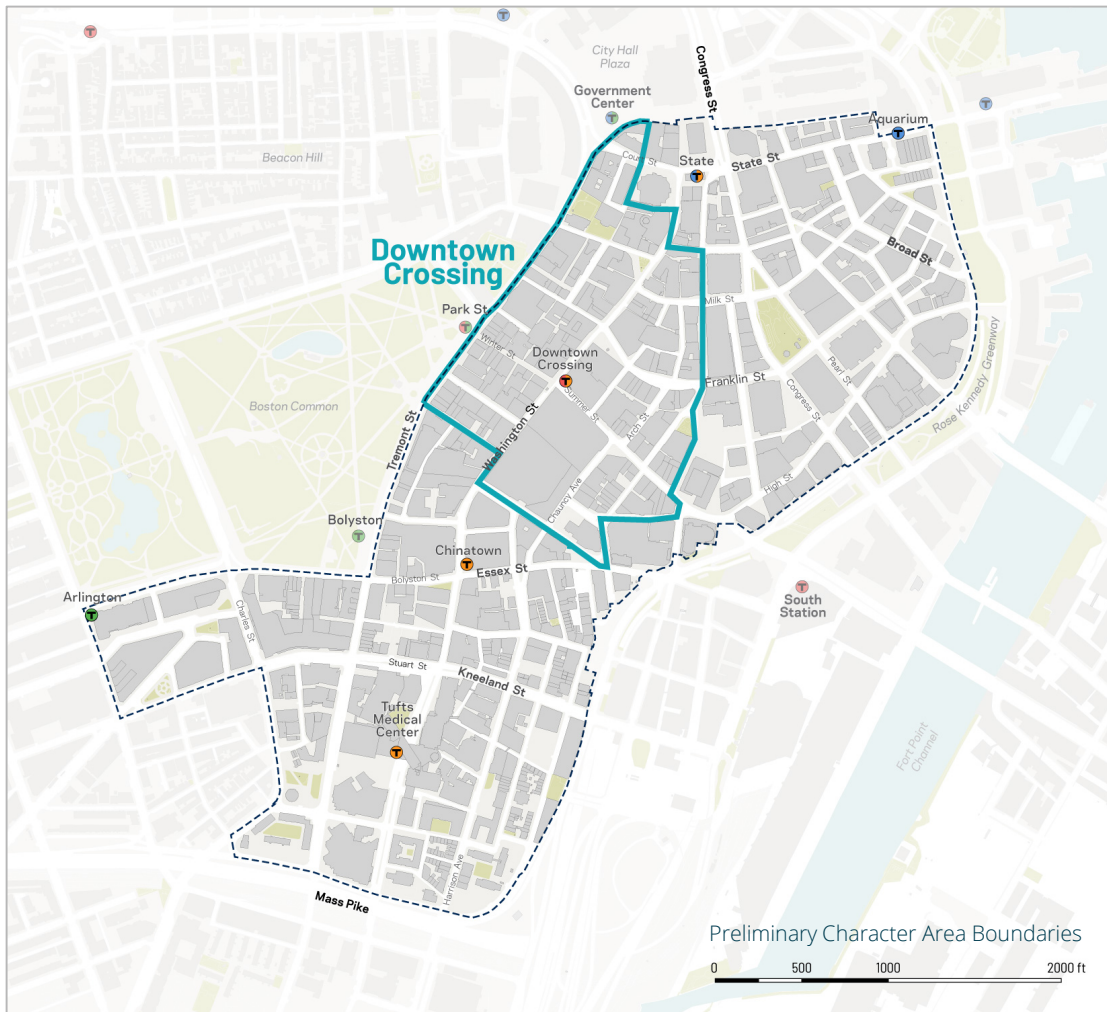 City Hall
Plaza
Congress St
Government
Center
Aquarium
Court St
State
State St
Beacon Hill
Downtown
Crossing
Broad St
Milk St
Park St
Winter St
Downtown
Crossing
Franklin St
Pearl St
Congress St
Summer St
Arch St
Rose Kennedy Greenway
Boston Common
Tremont St
Washington St
Chauncy Ave
High St
Bolyston
Chinatown
Essex St
Bolyston St
Arlington
Charles St
South
Station
Stuart St
Kneeland St
Tufts
Medical
Center
Fort Point
Channel
Harrison Ave
Mass Pike
Preliminary Character Area Boundaries
0 500 1000 2000 ft